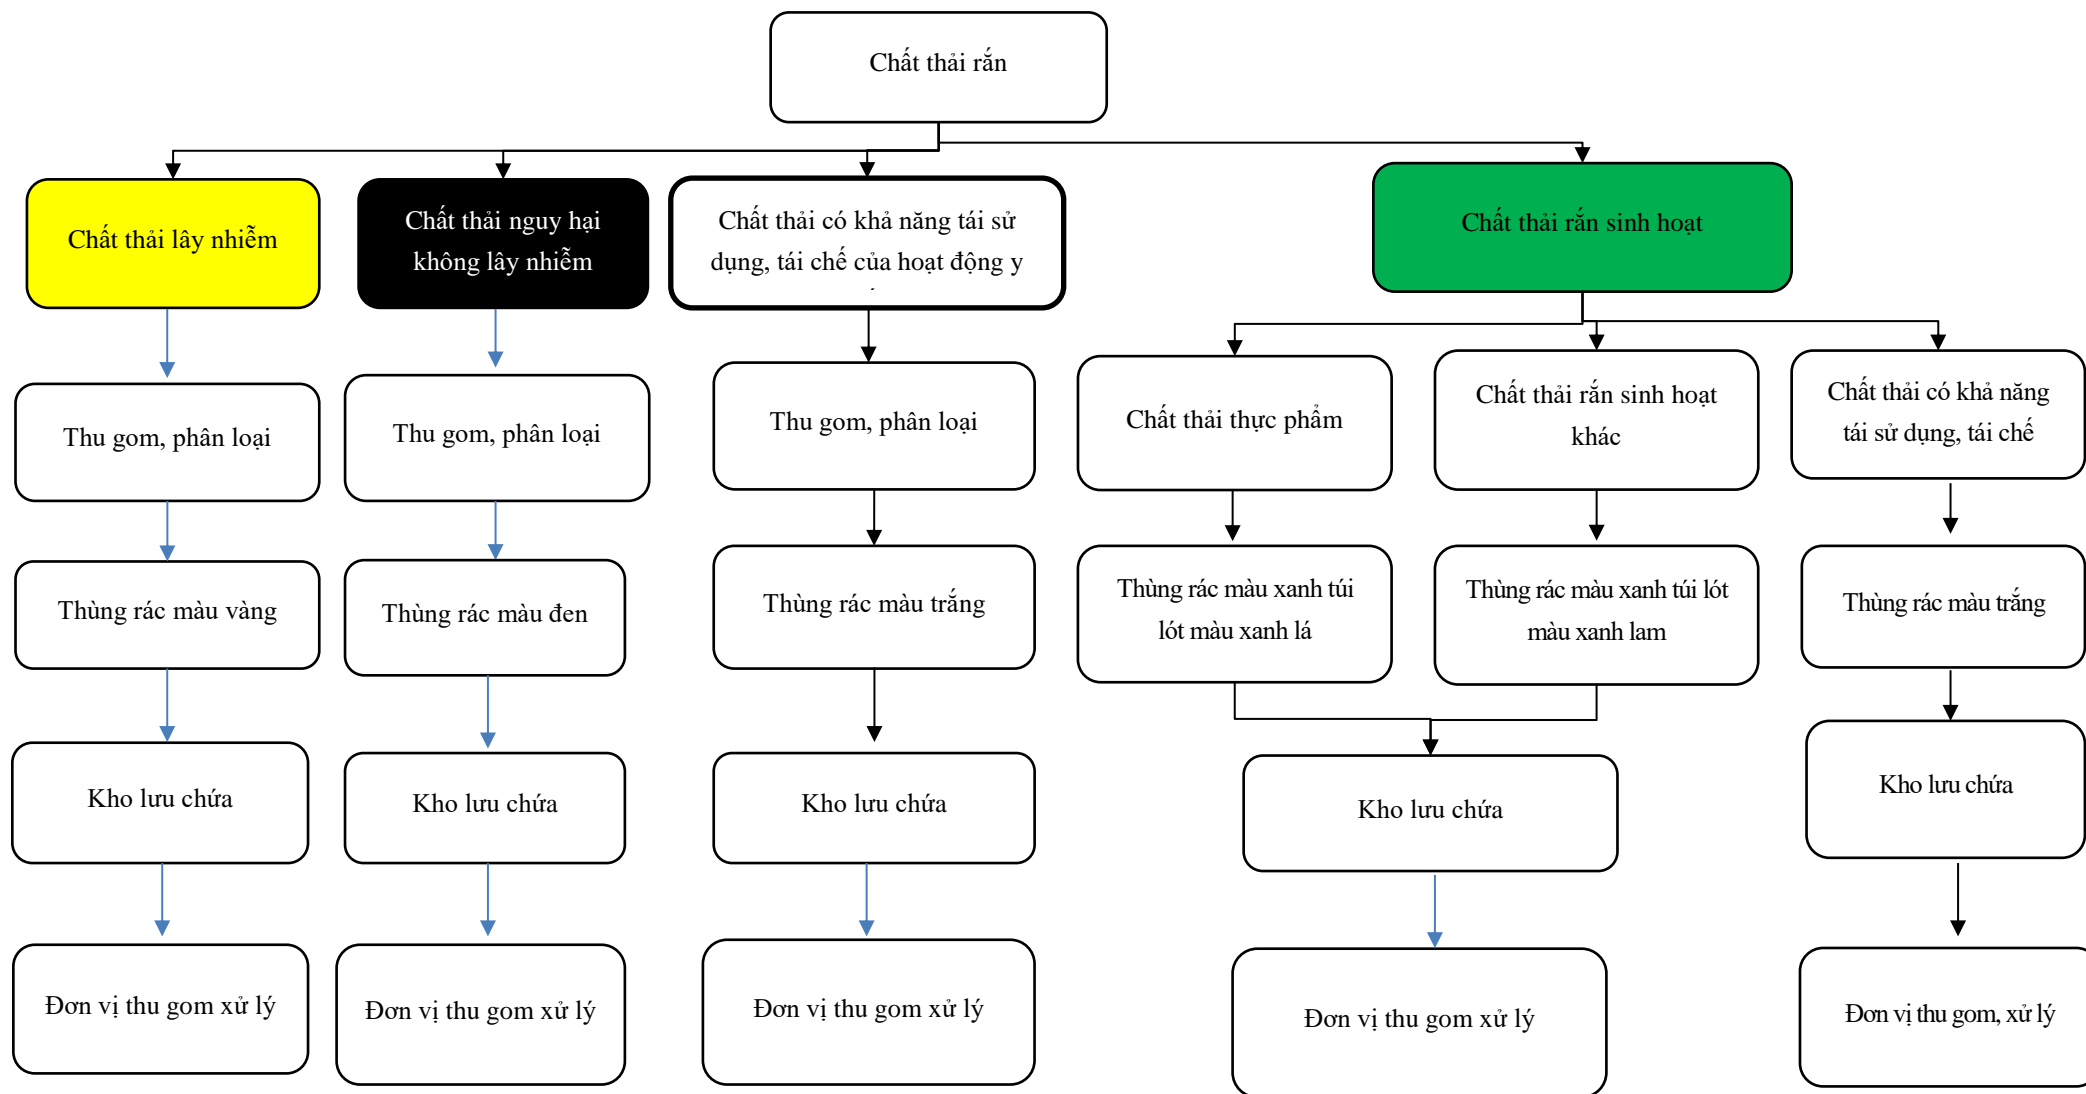 Chất thải rắn
Chất thải lây nhiễm
Chất thải nguy hại
không lây nhiễm
Chất thải có khả năng tái sử
dụng, tái chế của hoạt động y
Chất thải rắn sinh hoạt
Thu gom, phân loại
Thu gom, phân loại
Thu gom, phân loại
Chất thải thực phẩm
Chất thải rắn sinh hoạt
khác
Chất thải có khả năng
tái sử dụng, tái chế
Thùng rác màu vàng
Thùng rác màu đen
Thùng rác màu trắng
Thùng rác màu xanh túi
lót màu xanh lá
Thùng rác màu xanh túi lót
màu xanh lam
Thùng rác màu trắng
Kho lưu chứa
Kho lưu chứa
Kho lưu chứa
Kho lưu chứa
Kho lưu chứa
Đơn vị thu gom xử lý
Đơn vị thu gom xử lý
Đơn vị thu gom xử lý
Đơn vị thu gom xử lý
Đơn vị thu gom, xử lý